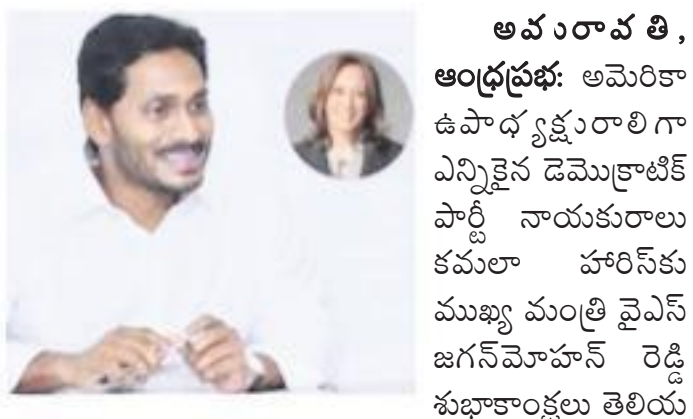 అమరావతి,
ఆంధ్రప్రభ: అమెరికా
ఉపాధ్యక్షురాలిగా
ఎన్నికైన డెమొక్రాటిక్
పార్టీ నాయకురాలు
కమలా హారిస్‌కు
ముఖ్య మంత్రి వైఎస్
జగన్‌మోహన్ రెడ్డి
శుభాకాంక్షలు తెలియ